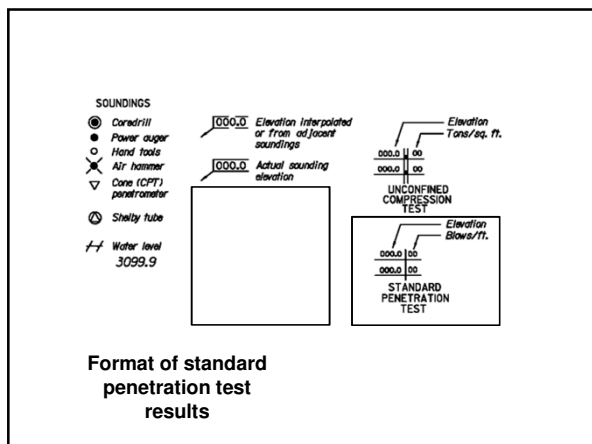 SOUNDINGS
Coredrill
Power auger
Hand tools
Air hammer
Cone (CPT)
penetrometer
Shelby tube
Water level
3099.9
000.0 Elevation interpolated
or from adjacent
soundings
000.0 Actual sounding
elevation
Elevation
Tons/sq. ft.
000.0 00
000.0 00
UNCONFINED
COMPRESSION
TEST
Elevation
Blows/ft.
000.0 00
000.0 00
STANDARD
PENETRATION
TEST
Format of standard
penetration test
results